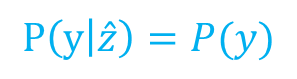 P(y|ẑ) = P(y)